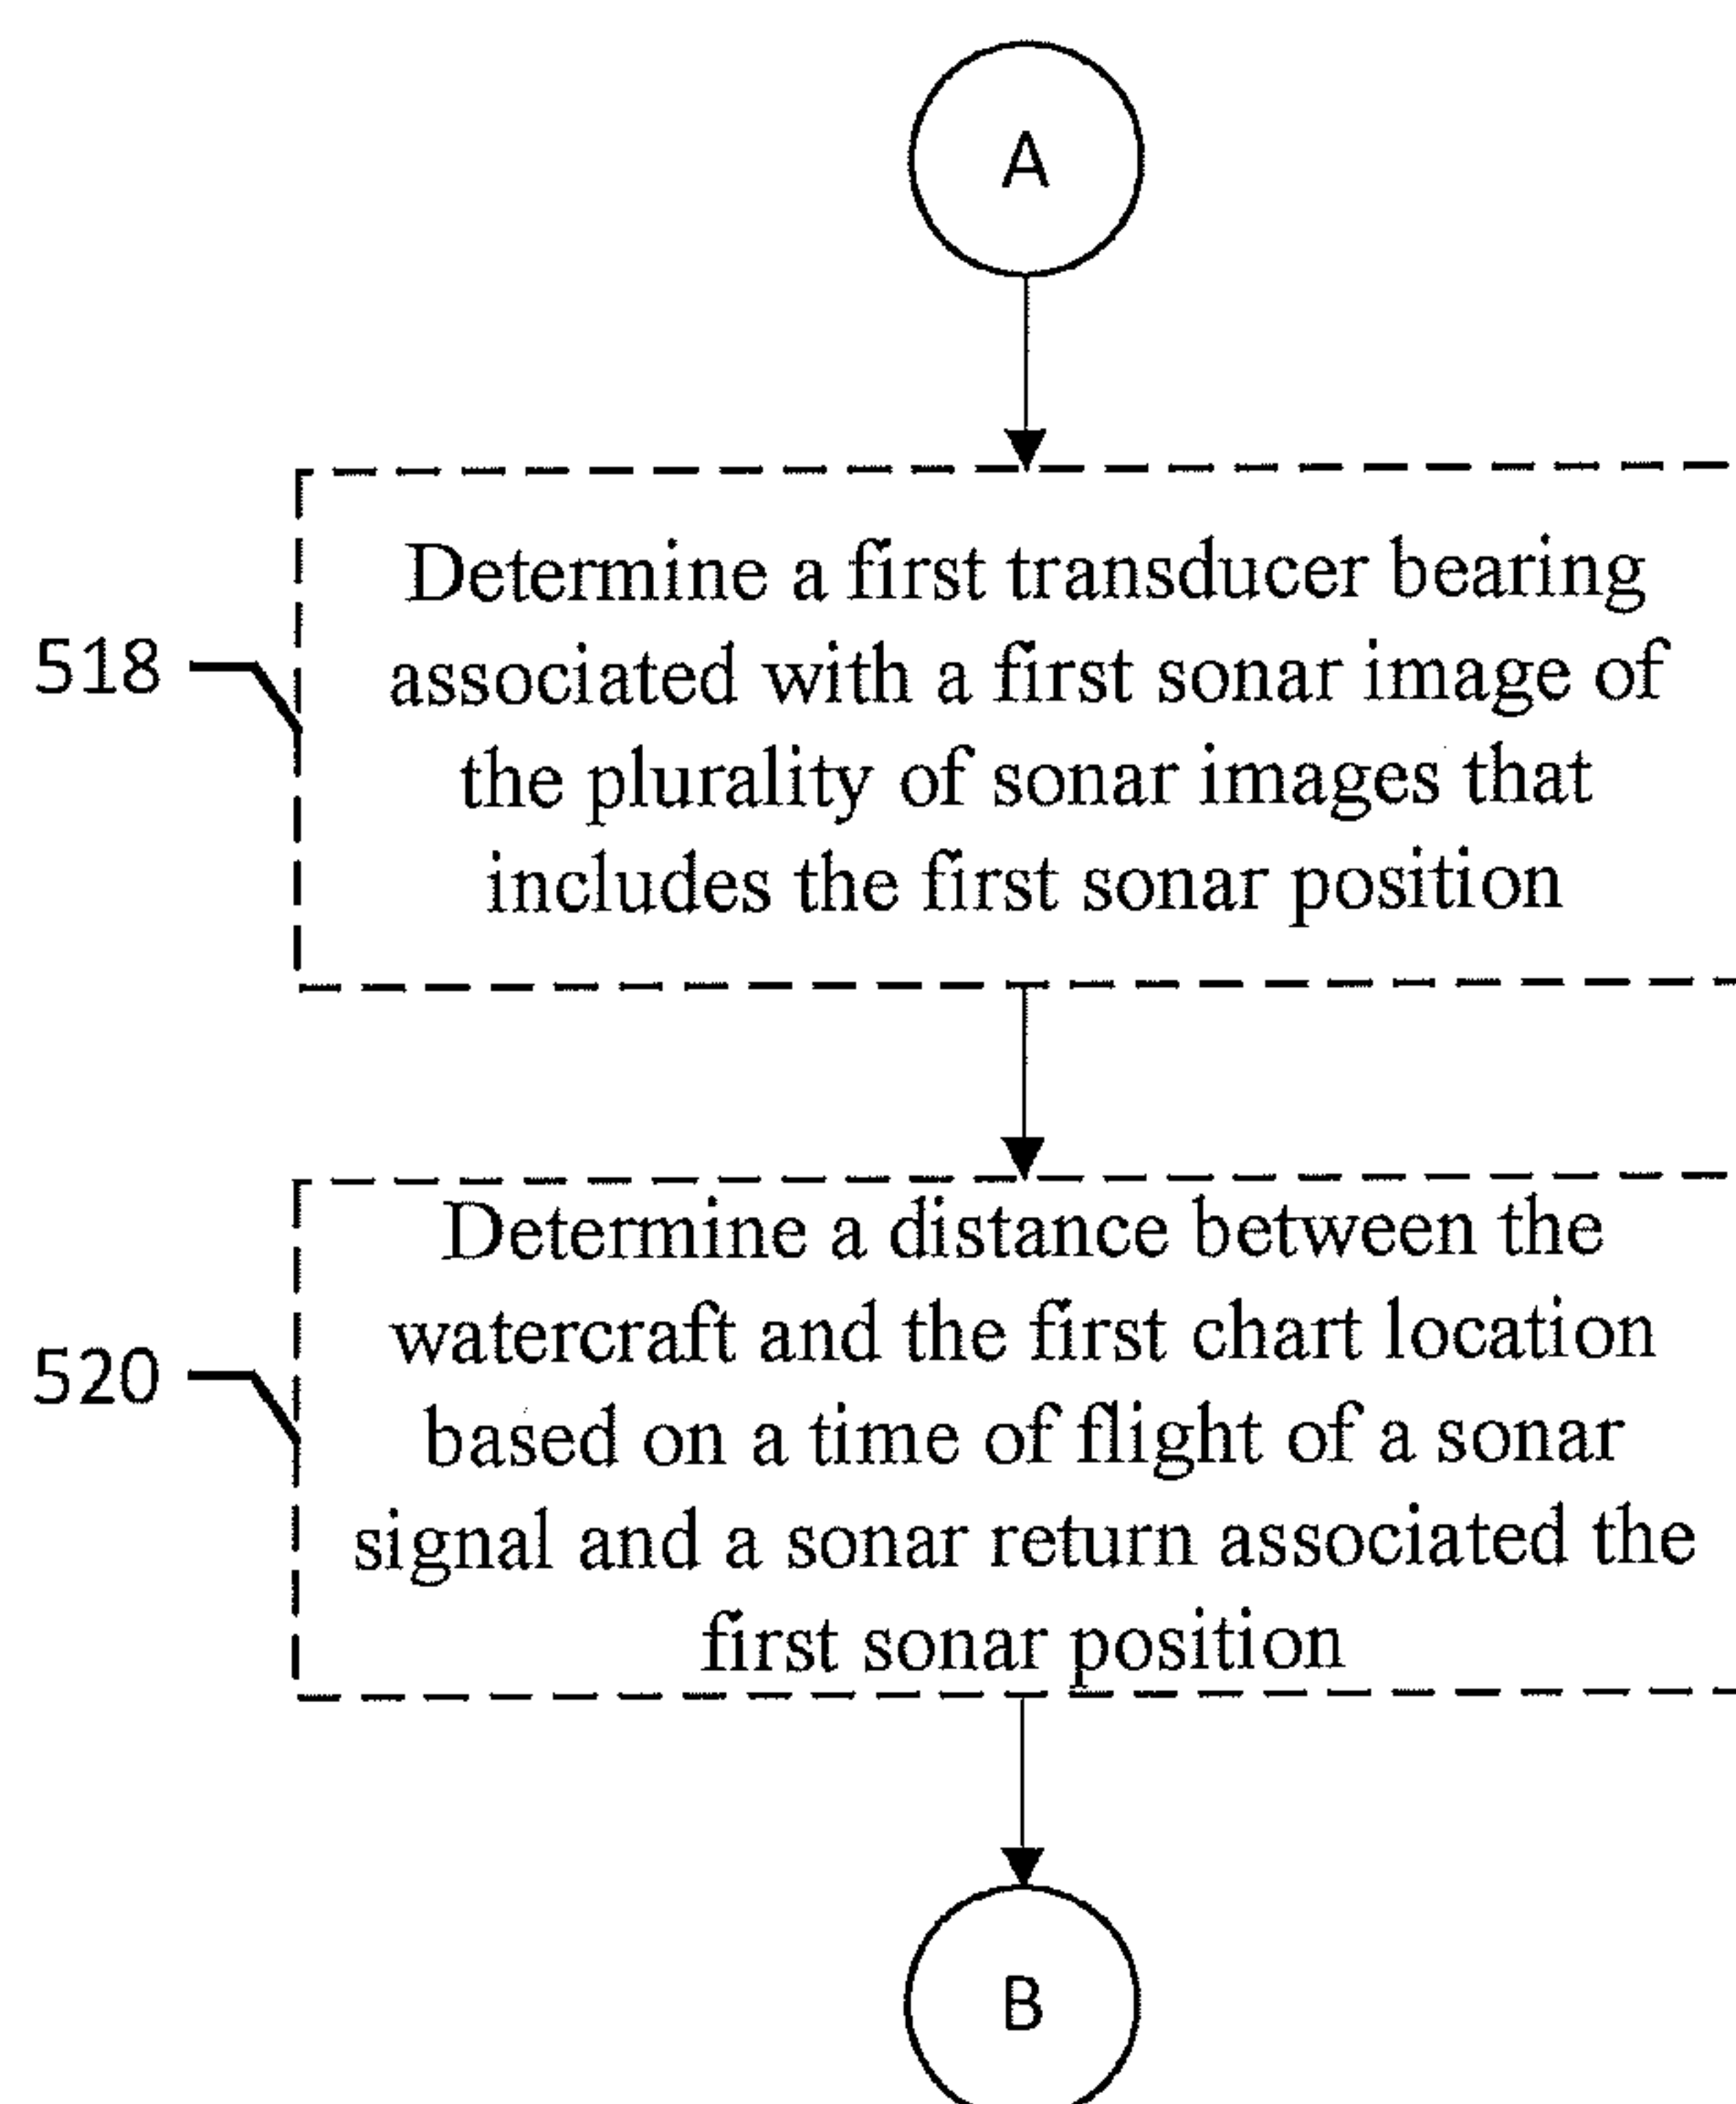 A
Determine a first transducer bearing
associated with a first sonar image of
the plurality of sonar images that
includes the first sonar position
518
Determine a distance between the
watercraft and the first chart location
based on a time of flight of a sonar
signal and a sonar return associated the
first sonar position
520
B